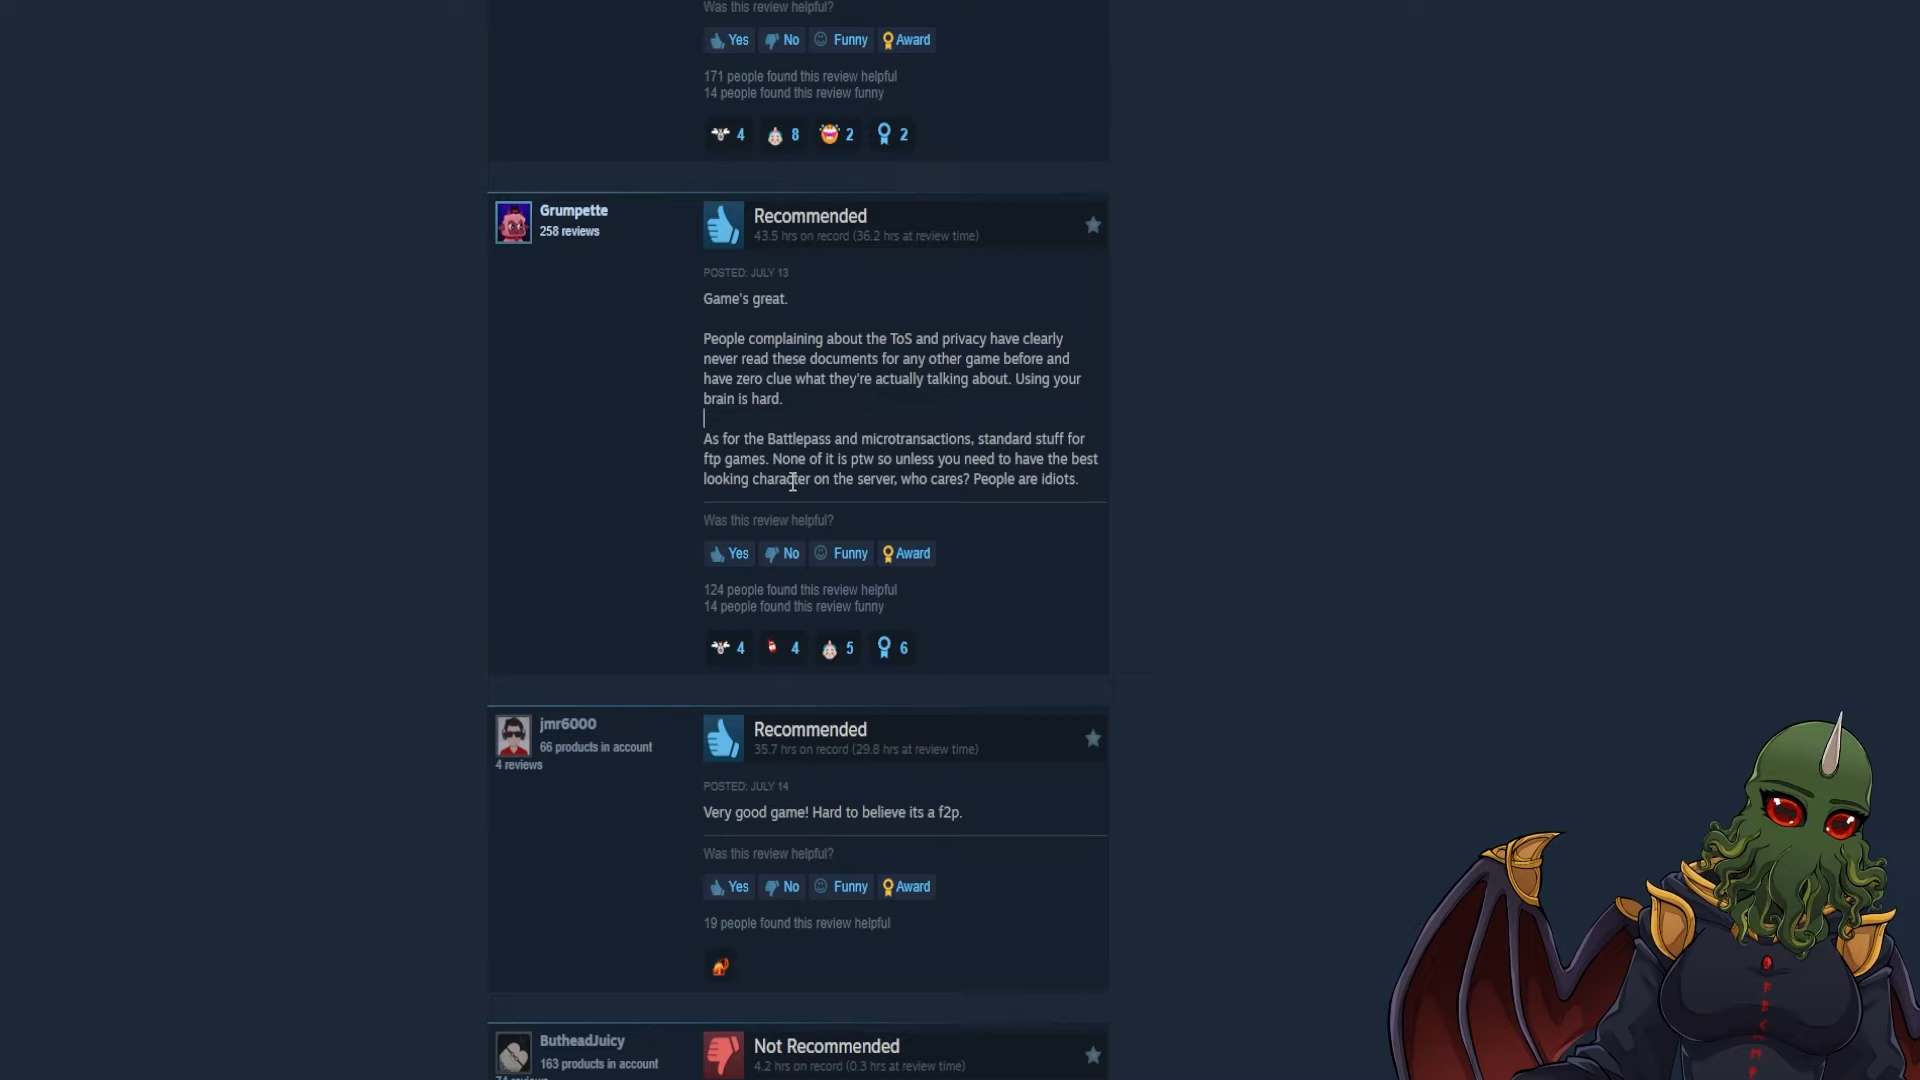 Was this review helpful?
Yes No Funny Award
171 people found this review helpful
14 people found this review funny
4 8 2 2
Grumpette
258 reviews
Recommended
43.5 hrs on record (36.2 hrs at review time)
POSTED: JULY 13
Game's great.
People complaining about the ToS and privacy have clearly
never read these documents for any other game before and
have zero clue what they're actually talking about. Using your
brain is hard.
As for the Battlepass and microtransactions, standard stuff for
ftp games. None of it is ptw so unless you need to have the best
looking character on the server, who cares? People are idiots.
Was this review helpful?
Yes No Funny Award
124 people found this review helpful
14 people found this review funny
4 4 5 6
jmr6000
66 products in account
4 reviews
Recommended
35.7 hrs on record (29.8 hrs at review time)
POSTED: JULY 14
Very good game! Hard to believe its a f2p.
Was this review helpful?
Yes No Funny Award
19 people found this review helpful
ButheadJuicy
163 products in account
Not Recommended
4.2 hrs on record (0.3 hrs at review time)